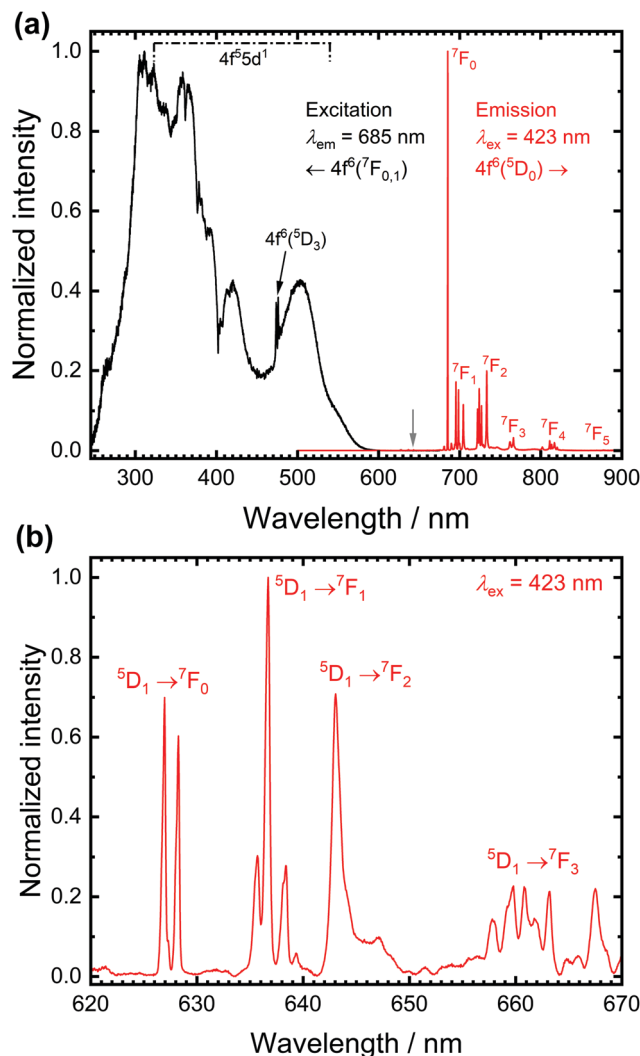 (a)
1.0
0.8
0.6
0.4
0.2
0.0
Normalized intensity
4f⁵5d¹
Excitation
λem = 685 nm
← 4f⁶(⁷F₀,₁)
Emission
λex = 423 nm
4f⁶(⁵D₀) →
4f⁶(⁵D₃)
⁷F₀
⁷F₁
⁷F₂
⁷F₃
⁷F₄
⁷F₅
300 400 500 600 700 800 900
Wavelength / nm
(b)
1.0
0.8
0.6
0.4
0.2
0.0
Normalized intensity
λex = 423 nm
⁵D₁ →⁷F₀
⁵D₁ →⁷F₁
⁵D₁ →⁷F₂
⁵D₁ →⁷F₃
620 630 640 650 660 670
Wavelength / nm